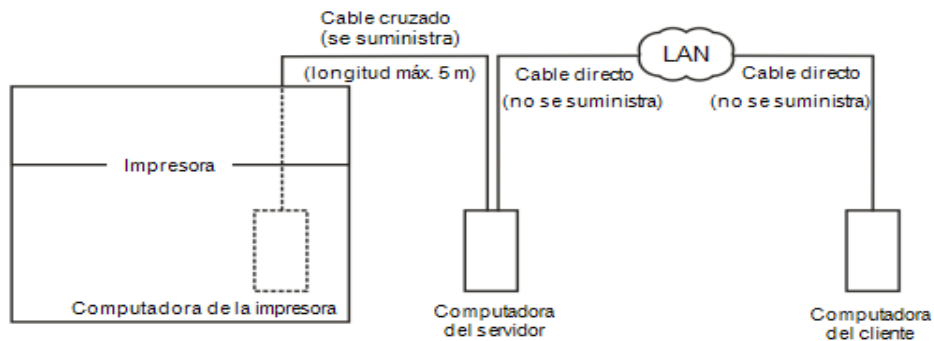 Cable cruzado
(se suministra)
(longitud máx. 5 m)
LAN
Cable directo
(no se suministra)
Cable directo
(no se suministra)
Impresora
Computadora de la impresora
Computadora
del servidor
Computadora
del cliente